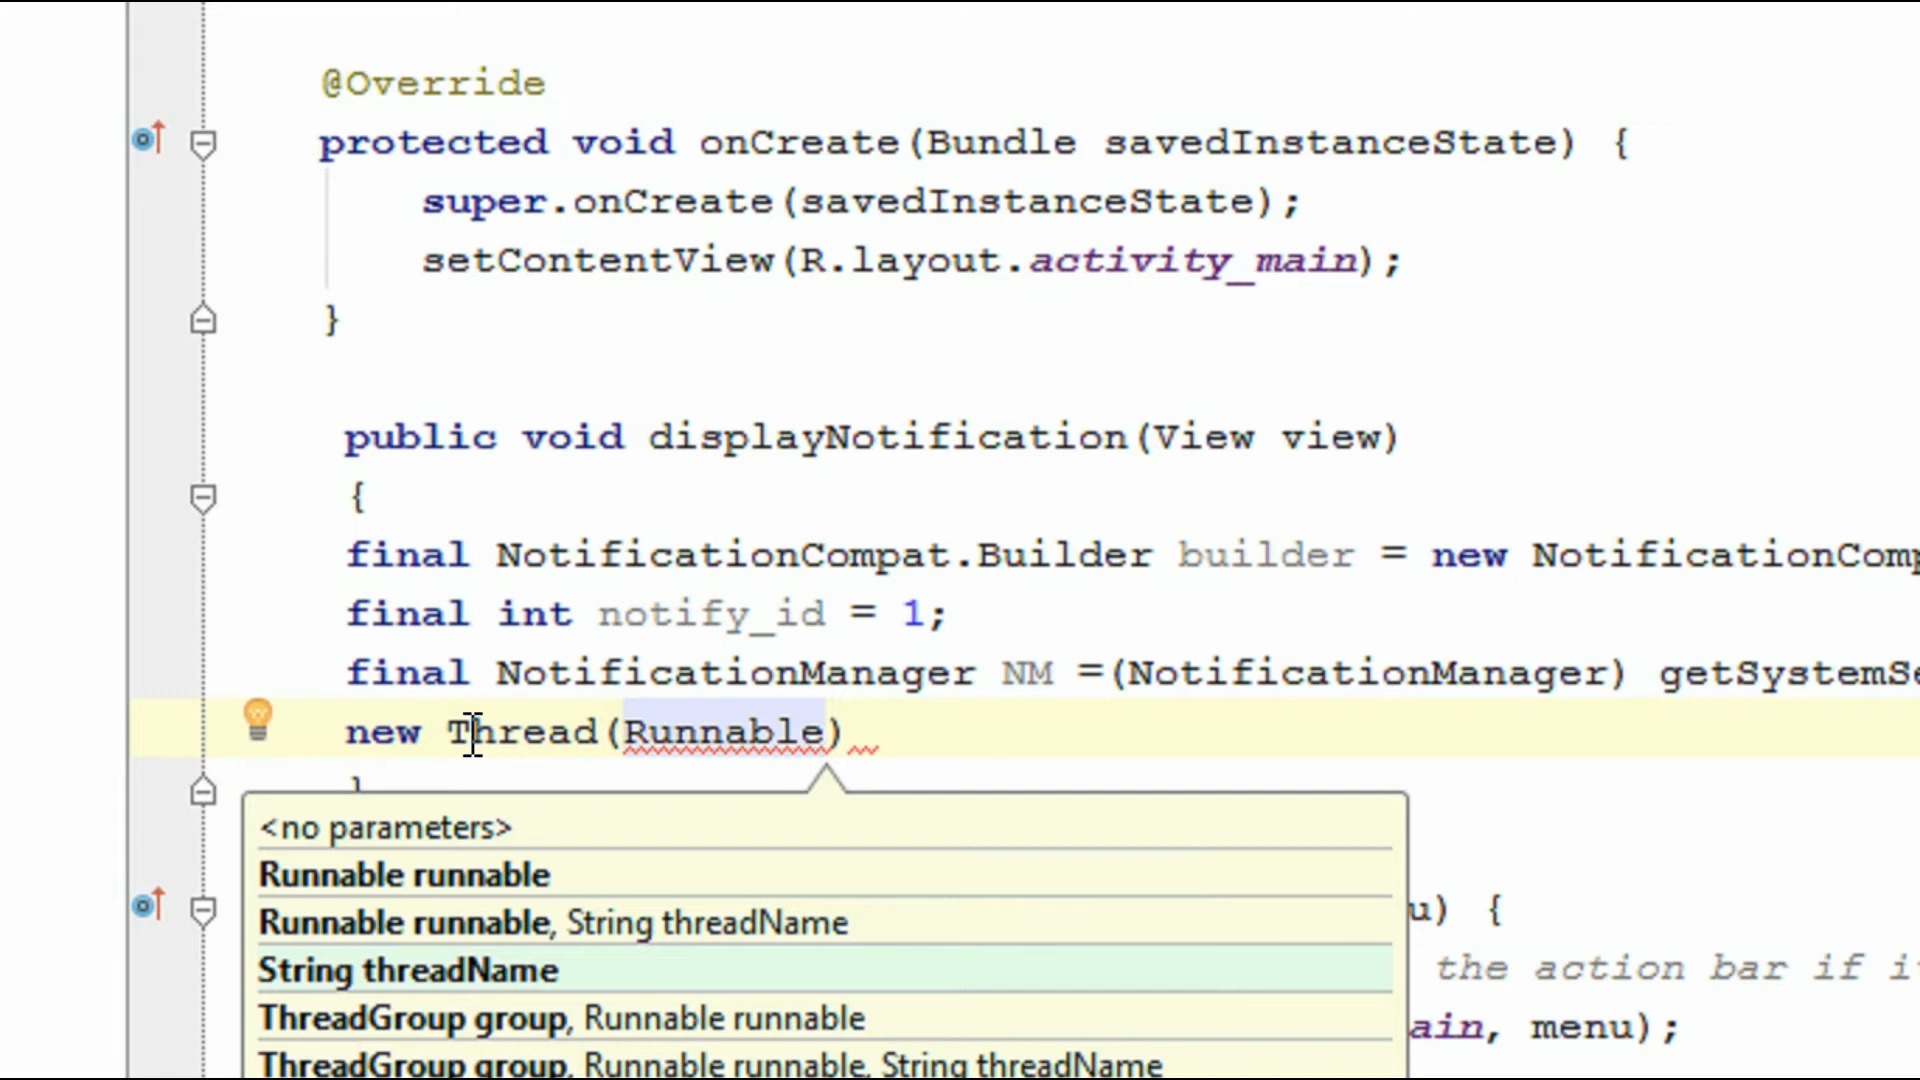 @Override
protected void onCreate(Bundle savedInstanceState) {
super.onCreate(savedInstanceState);
setContentView(R.layout.activity_main);
}
public void displayNotification(View view)
{
final NotificationCompat.Builder builder = new NotificationComp
final int notify_id = 1;
final NotificationManager NM =(NotificationManager) getSystemSe
new Thread(Runnable)
}
<no parameters>
Runnable runnable
u) {
Runnable runnable, String threadName
String threadName
the action bar if i
ThreadGroup group, Runnable runnable
ain, menu);
ThreadGroup group, Runnable runnable, String threadName